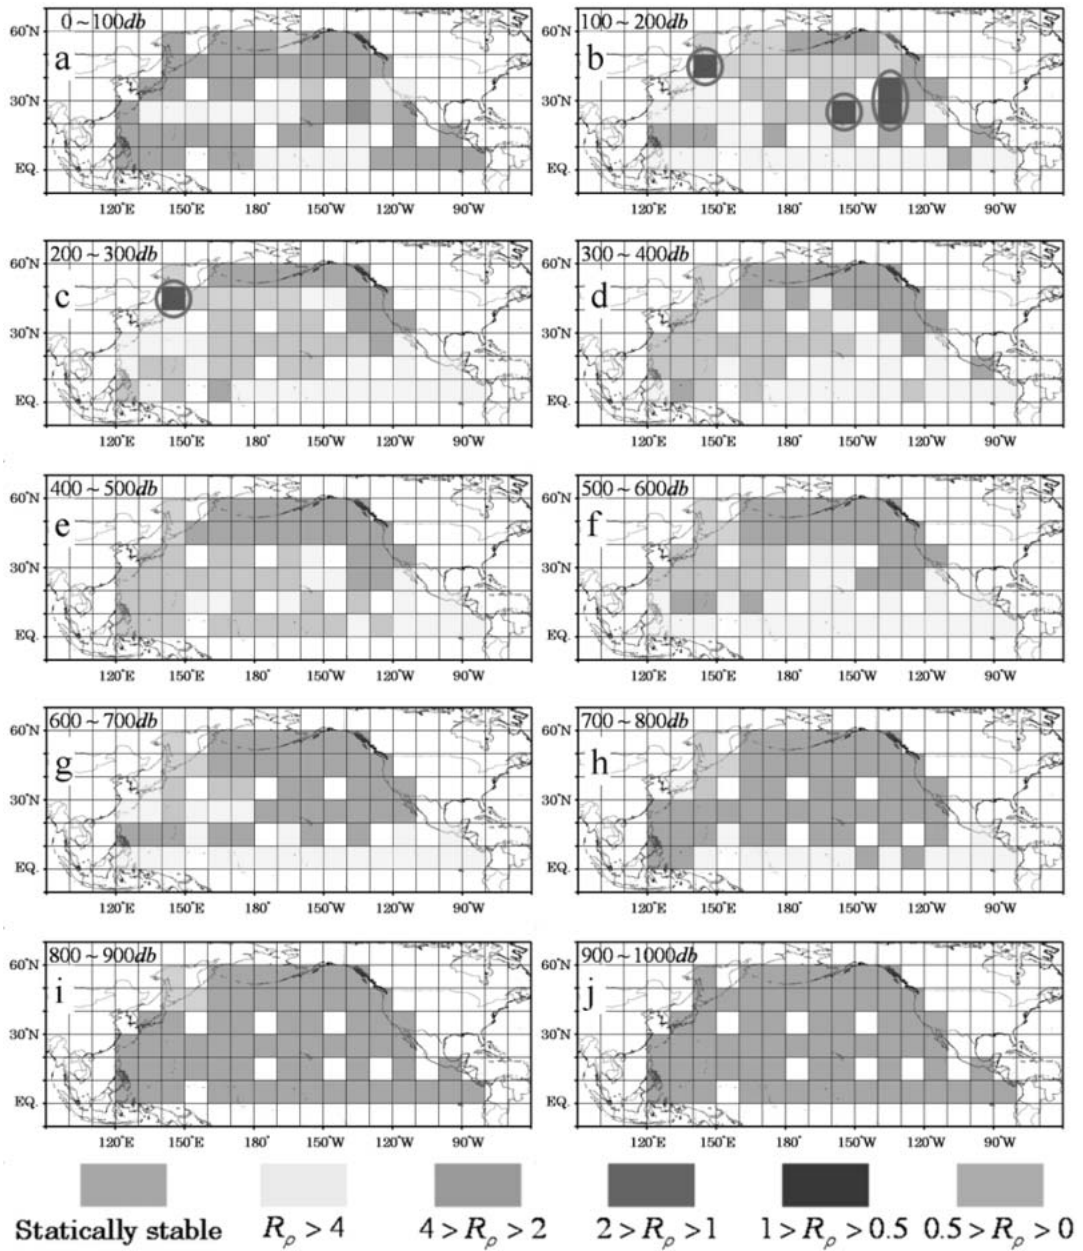 0 ~ 100db
a
60˚N
30˚N
EQ.
120˚E 150˚E 180˚ 150˚W 120˚W 90˚W
100 ~ 200db
b
60˚N
30˚N
EQ.
120˚E 150˚E 180˚ 150˚W 120˚W 90˚W
200 ~ 300db
c
60˚N
30˚N
EQ.
120˚E 150˚E 180˚ 150˚W 120˚W 90˚W
300 ~ 400db
d
60˚N
30˚N
EQ.
120˚E 150˚E 180˚ 150˚W 120˚W 90˚W
400 ~ 500db
e
60˚N
30˚N
EQ.
120˚E 150˚E 180˚ 150˚W 120˚W 90˚W
500 ~ 600db
f
60˚N
30˚N
EQ.
120˚E 150˚E 180˚ 150˚W 120˚W 90˚W
600 ~ 700db
g
60˚N
30˚N
EQ.
120˚E 150˚E 180˚ 150˚W 120˚W 90˚W
700 ~ 800db
h
60˚N
30˚N
EQ.
120˚E 150˚E 180˚ 150˚W 120˚W 90˚W
800 ~ 900db
i
60˚N
30˚N
EQ.
120˚E 150˚E 180˚ 150˚W 120˚W 90˚W
900 ~ 1000db
j
60˚N
30˚N
EQ.
120˚E 150˚E 180˚ 150˚W 120˚W 90˚W
Statically stable Rρ > 4 4 > Rρ > 2 2 > Rρ > 1 1 > Rρ > 0.5 0.5 > Rρ > 0